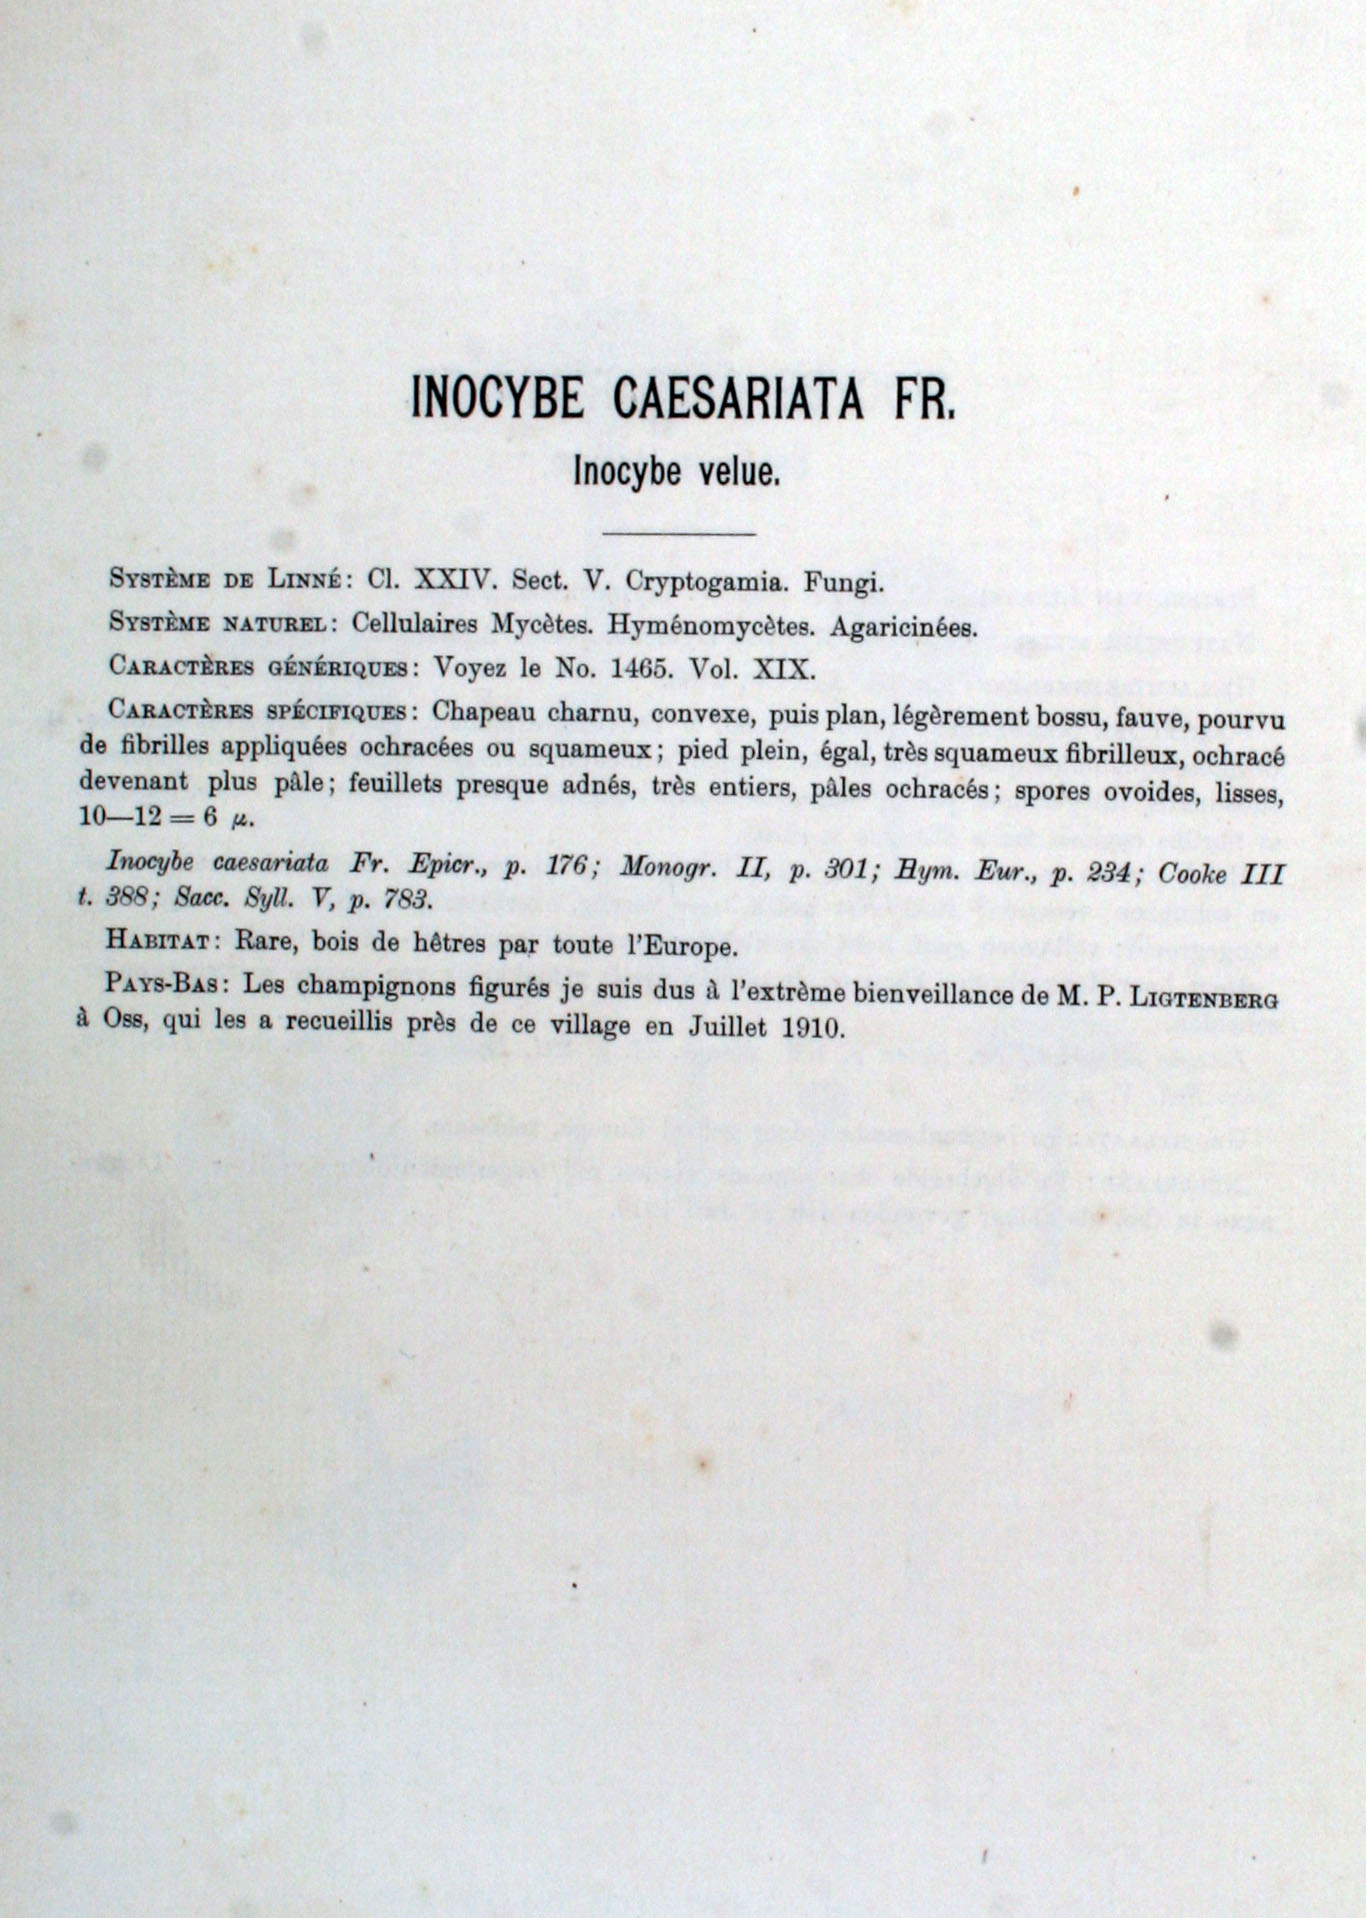 INOCYBE CAESARIATA FR.
Inocybe velue.
Système de Linné: Cl. XXIV. Sect. V. Cryptogamia. Fungi.
Système naturel: Cellulaires Mycètes. Hyménomycètes. Agaricinées.
Caractères génériques: Voyez le No. 1465. Vol. XIX.
Caractères spécifiques: Chapeau charnu, convexe, puis plan, légèrement bossu, fauve, pourvu
de fibrilles appliquées ochracées ou squameux; pied plein, égal, très squameux fibrilleux, ochracé
devenant plus pâle; feuillets presque adnés, très entiers, pâles ochracés; spores ovoides, lisses,
10—12 = 6 µ.
Inocybe caesariata Fr. Epicr., p. 176; Monogr. II, p. 301; Hym. Eur., p. 234; Cooke III
t. 388; Sacc. Syll. V, p. 783.
Habitat: Rare, bois de hêtres par toute l'Europe.
Pays-Bas: Les champignons figurés je suis dus à l'extrème bienveillance de M. P. Ligtenberg
à Oss, qui les a recueillis près de ce village en Juillet 1910.